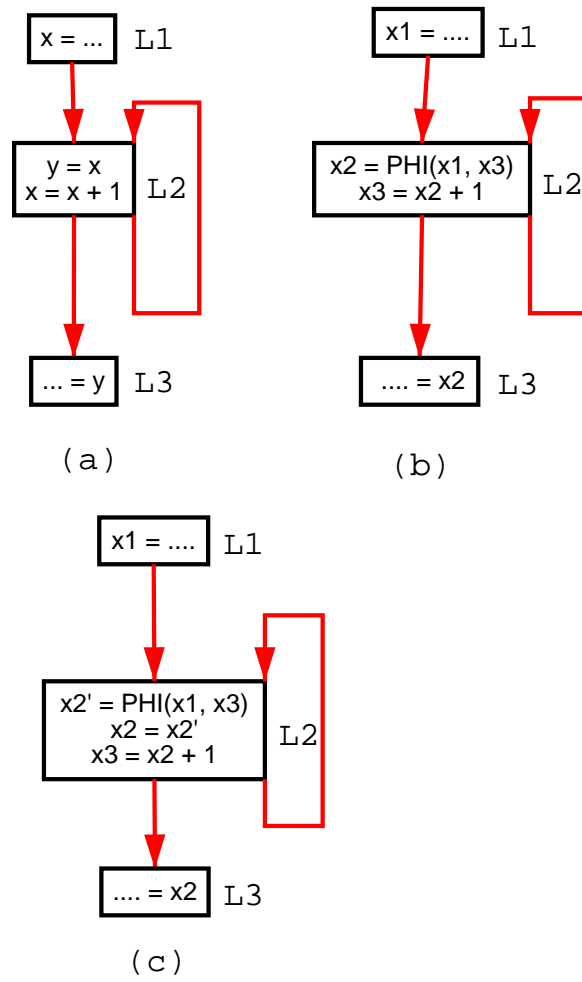 x = ... L1
y = x
x = x + 1
L2
... = y L3
(a)
x1 = .... L1
x2 = PHI(x1, x3)
x3 = x2 + 1
L2
.... = x2 L3
(b)
x1 = .... L1
x2' = PHI(x1, x3)
x2 = x2'
x3 = x2 + 1
L2
.... = x2 L3
(c)